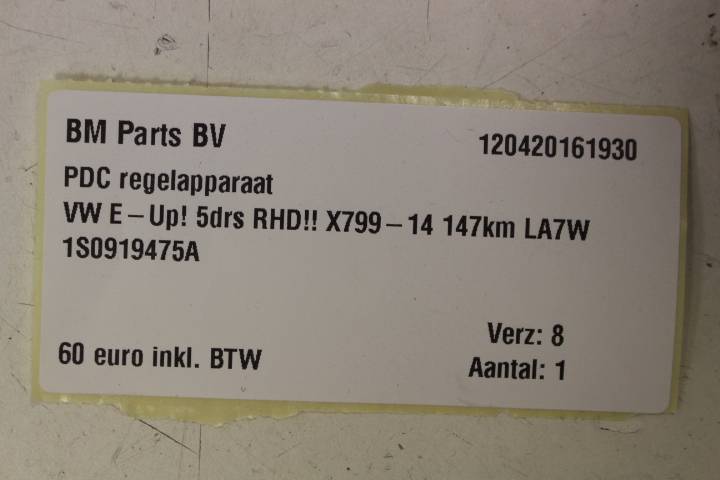 BM Parts BV
120420161930
PDC regelapparaat
VW E-Up! 5drs RHD!! X799-14 147km LA7W
1S0919475A
Verz: 8
60 euro inkl. BTW
Aantal: 1